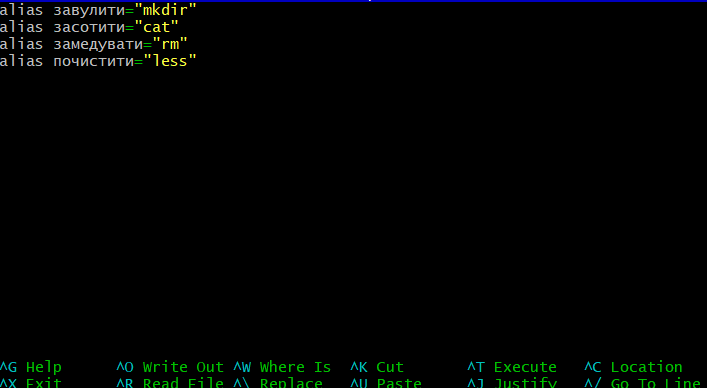 alias завулити="mkdir"
alias засотити="cat"
alias замедувати="rm"
alias почистити="less"
^G Help ^O Write Out ^W Where Is ^K Cut ^T Execute ^C Location
^X Exit ^R Read File ^\ Replace ^U Paste ^J Justify ^/ Go To Line